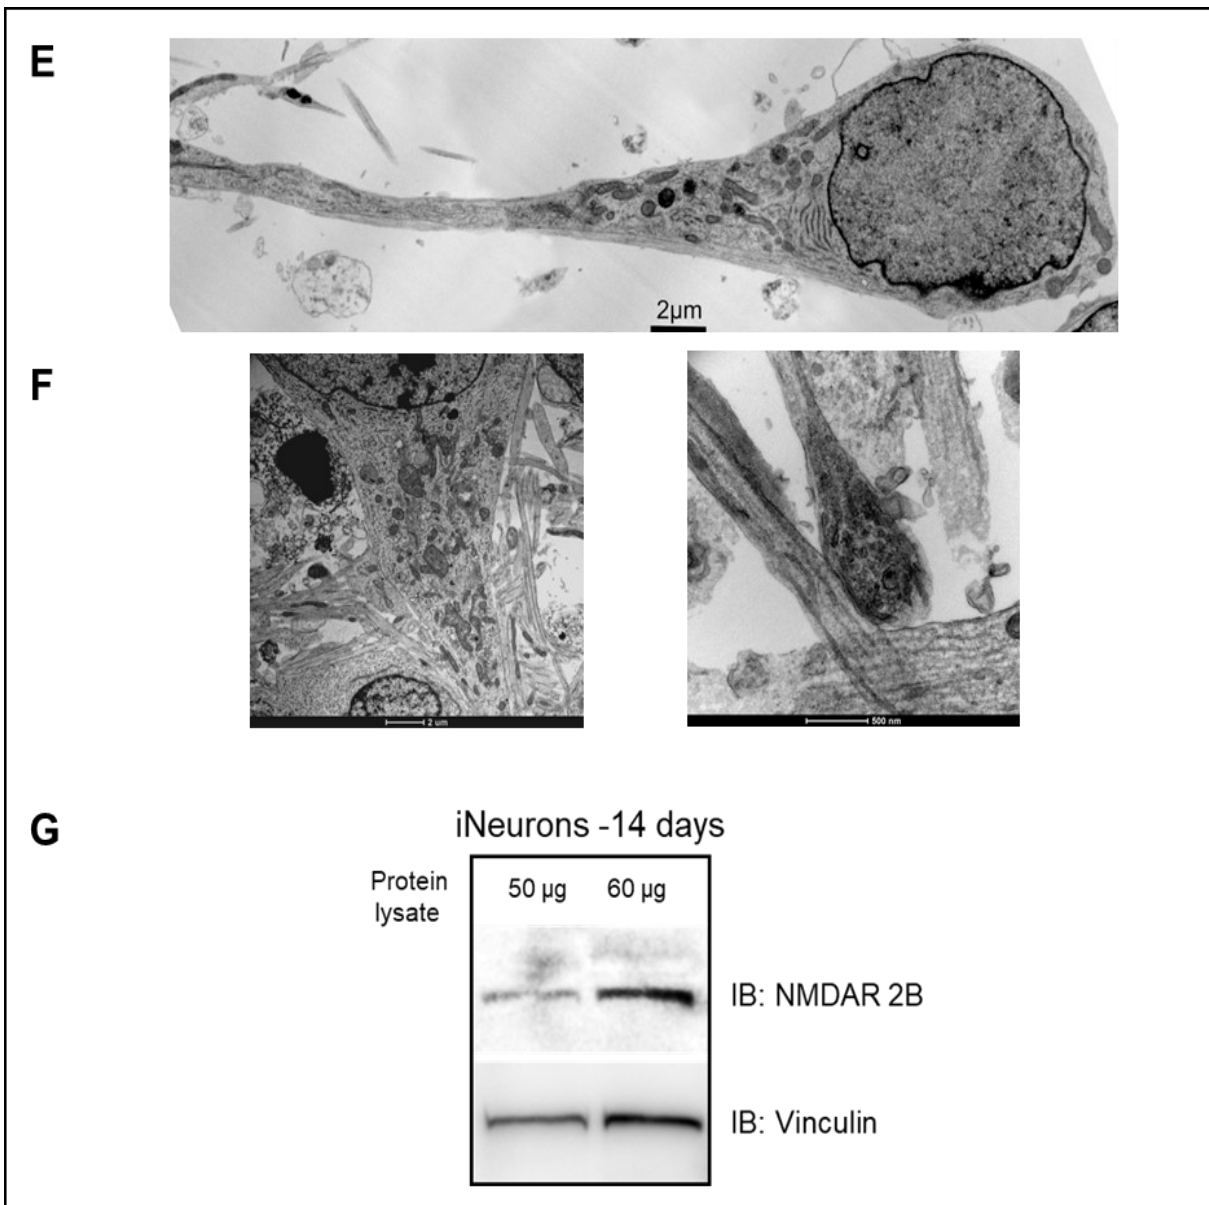 E
2µm
F
2 um
500 nm
G
iNeurons -14 days
Protein
lysate
50 µg 60 µg
IB: NMDAR 2B
IB: Vinculin